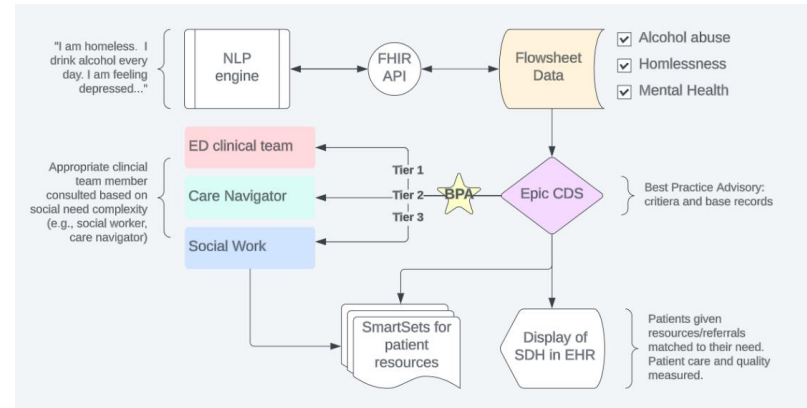 "I am homeless. I
drink alcohol every
day. I am feeling
depressed..."
NLP
engine
FHIR
API
Flowsheet
Data
Alcohol abuse
Homlessness
Mental Health
Appropriate clincial
team member
consulted based on
social need complexity
(e.g., social worker,
care navigator)
ED clinical team
Care Navigator
Social Work
Tier 1
Tier 2
Tier 3
BPA
Epic CDS
Best Practice Advisory:
critiera and base records
SmartSets for
patient
resources
Display of
SDH in EHR
Patients given
resources/referrals
matched to their need.
Patient care and quality
measured.